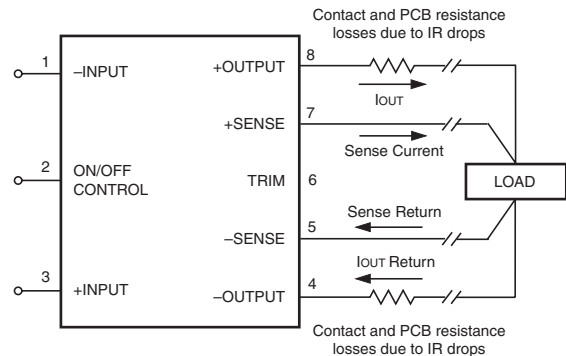 Contact and PCB resistance
losses due to IR drops
1
–INPUT
+OUTPUT
8
IOUT
+SENSE
7
Sense Current
2
ON/OFF
CONTROL
TRIM
6
LOAD
Sense Return
–SENSE
5
IOUT Return
3
+INPUT
–OUTPUT
4
Contact and PCB resistance
losses due to IR drops